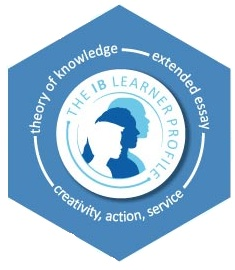 theory of knowledge
extended essay
creativity, action, service
THE IB LEARNER PROFILE